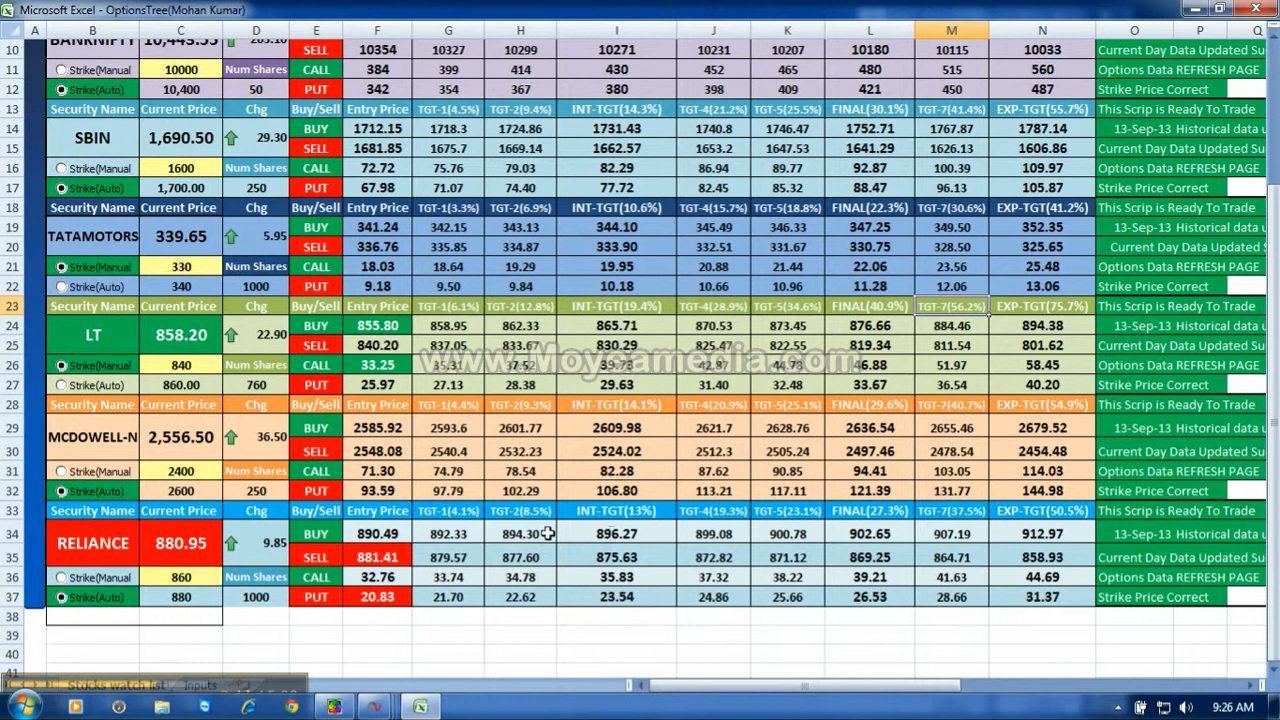 Microsoft Excel - OptionsTree(Mohan Kumar)
A B C D E F G H I J K L M N O P Q
10 BANKNIFTY SELL 10354 10327 10299 10271 10231 10207 10180 10115 10033 Current Day Data Updated Su
11 Strike(Manual 10000 Num Shares CALL 384 399 414 430 452 465 480 515 560 Options Data REFRESH PAGE
12 Strike(Auto) 10,400 50 PUT 342 354 367 380 398 409 421 450 487 Strike Price Correct
13 Security Name Current Price Chg Buy/Sell Entry Price TGT-1(4.5%) TGT-2(9.4%) INT-TGT(14.3%) TGT-4(21.2%) TGT-5(25.5%) FINAL(30.1%) TGT-7(41.4%) EXP-TGT(55.7%) This Scrip is Ready To Trade
14 SBIN 1,690.50 29.30 BUY 1712.15 1718.3 1724.86 1731.43 1740.8 1746.47 1752.71 1767.87 1787.14 13-Sep-13 Historical data u
15 SELL 1681.85 1675.7 1669.14 1662.57 1653.2 1647.53 1641.29 1626.13 1606.86 Current Day Data Updated Su
16 Strike(Manual 1600 Num Shares CALL 72.72 75.76 79.03 82.29 86.94 89.77 92.87 100.39 109.97 Options Data REFRESH PAGE
17 Strike(Auto) 1,700.00 250 PUT 67.98 71.07 74.40 77.72 82.45 85.32 88.47 96.13 105.87 Strike Price Correct
18 Security Name Current Price Chg Buy/Sell Entry Price TGT-1(3.3%) TGT-2(6.9%) INT-TGT(10.6%) TGT-4(15.7%) TGT-5(18.8%) FINAL(22.3%) TGT-7(30.6%) EXP-TGT(41.2%) This Scrip is Ready To Trade
19 TATAMOTORS 339.65 5.95 BUY 341.24 342.15 343.13 344.10 345.49 346.33 347.25 349.50 352.35 13-Sep-13 Historical data u
20 SELL 336.76 335.85 334.87 333.90 332.51 331.67 330.75 328.50 325.65 Current Day Data Updated
21 Strike(Manual 330 Num Shares CALL 18.03 18.64 19.29 19.95 20.88 21.44 22.06 23.56 25.48 Options Data REFRESH PAGE
22 Strike(Auto) 340 1000 PUT 9.18 9.50 9.84 10.18 10.66 10.96 11.28 12.06 13.06 Strike Price Correct
23 Security Name Current Price Chg Buy/Sell Entry Price TGT-1(6.1%) TGT-2(12.8%) INT-TGT(19.4%) TGT-4(28.9%) TGT-5(34.6%) FINAL(40.9%) TGT-7(56.2%) EXP-TGT(75.7%) This Scrip is Ready To Trade
24 LT 858.20 22.90 BUY 855.80 858.95 862.33 865.71 870.53 873.45 876.66 884.46 894.38 13-Sep-13 Historical data u
25 SELL 840.20 837.05 833.67 830.29 825.47 822.55 819.34 811.54 801.62 Current Day Data Updated Su
www.Moyzamedia.com
26 Strike(Manual 840 Num Shares CALL 33.25 35.31 37.52 39.73 44.78 46.88 51.97 58.45 Options Data REFRESH PAGE
27 Strike(Auto) 860.00 760 PUT 25.97 27.13 28.38 29.63 31.40 32.48 33.67 36.54 40.20 Strike Price Correct
28 Security Name Current Price Chg Buy/Sell Entry Price TGT-1(4.4%) TGT-2(9.3%) INT-TGT(14.1%) TGT-4(20.9%) TGT-5(25.1%) FINAL(29.6%) TGT-7(40.7%) EXP-TGT(54.9%) This Scrip is Ready To Trade
29 MCDOWELL-N 2,556.50 36.50 BUY 2585.92 2593.6 2601.77 2609.98 2621.7 2628.76 2636.54 2655.46 2679.52 13-Sep-13 Historical data u
30 SELL 2548.08 2540.4 2532.23 2524.02 2512.3 2505.24 2497.46 2478.54 2454.48 Current Day Data Updated Su
31 Strike(Manual 2400 Num Shares CALL 71.30 74.79 78.54 82.28 87.62 90.85 94.41 103.05 114.03 Options Data REFRESH PAGE
32 Strike(Auto) 2600 250 PUT 93.59 97.79 102.29 106.80 113.21 117.11 121.39 131.77 144.98 Strike Price Correct
33 Security Name Current Price Chg Buy/Sell Entry Price TGT-1(4.1%) TGT-2(8.5%) INT-TGT(13%) TGT-4(19.3%) TGT-5(23.1%) FINAL(27.3%) TGT-7(37.5%) EXP-TGT(50.5%) This Scrip is Ready To Trade
34 RELIANCE 880.95 9.85 BUY 890.49 892.33 894.30 896.27 899.08 900.78 902.65 907.19 912.97 13-Sep-13 Historical data u
35 SELL 881.41 879.57 877.60 875.63 872.82 871.12 869.25 864.71 858.93 Current Day Data Updated Su
36 Strike(Manual 860 Num Shares CALL 32.76 33.74 34.78 35.83 37.32 38.22 39.21 41.63 44.69 Options Data REFRESH PAGE
37 Strike(Auto) 880 1000 PUT 20.83 21.70 22.62 23.54 24.86 25.66 26.53 28.66 31.37 Strike Price Correct
38
39
40
41
Stocks watch list inputs
9:26 AM